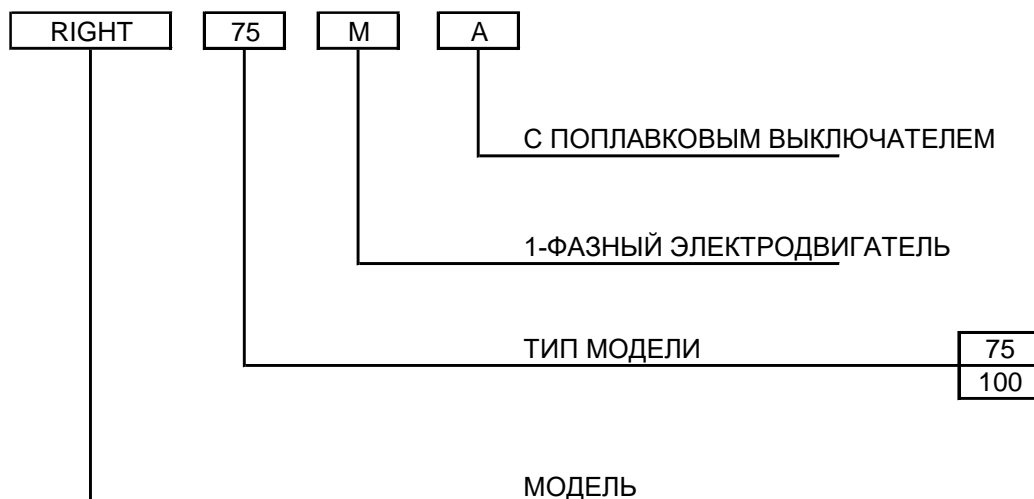 RIGHT 75 M A
С ПОПЛАВКОВЫМ ВЫКЛЮЧАТЕЛЕМ
1-ФАЗНЫЙ ЭЛЕКТРОДВИГАТЕЛЬ
ТИП МОДЕЛИ 75
100
МОДЕЛЬ